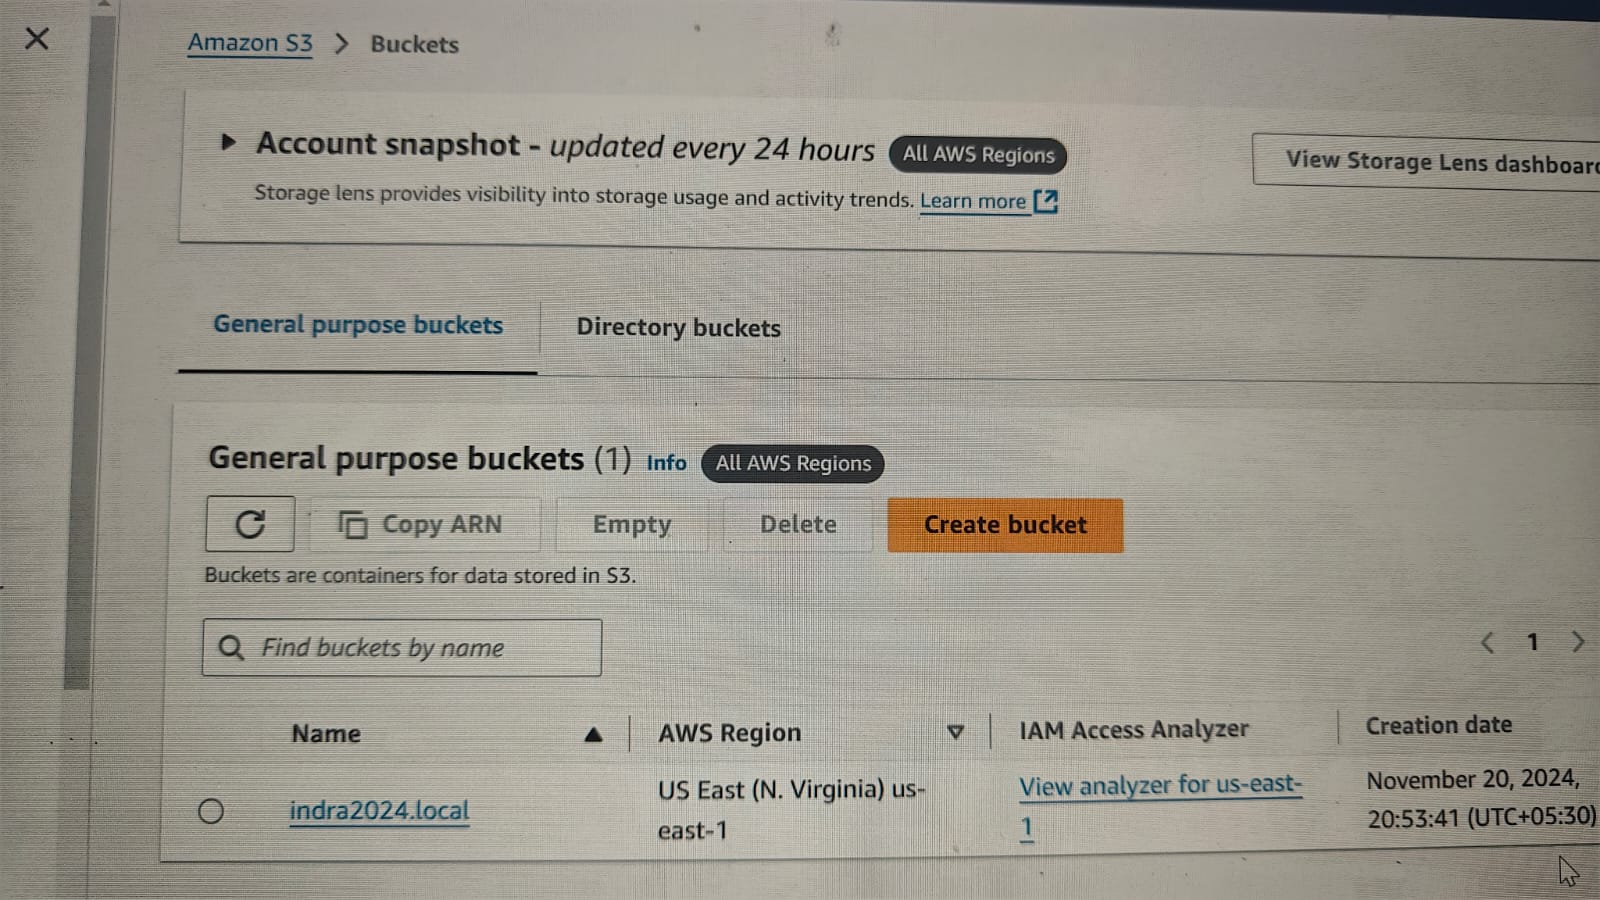 Amazon S3 > Buckets
Account snapshot - updated every 24 hours All AWS Regions
View Storage Lens dashboard
Storage lens provides visibility into storage usage and activity trends. Learn more
General purpose buckets
Directory buckets
General purpose buckets (1) Info All AWS Regions
Copy ARN
Empty
Delete
Create bucket
Buckets are containers for data stored in S3.
Find buckets by name
1
Name
AWS Region
IAM Access Analyzer
Creation date
indra2024.local
US East (N. Virginia) us-
east-1
View analyzer for us-east-
1
November 20, 2024,
20:53:41 (UTC+05:30)